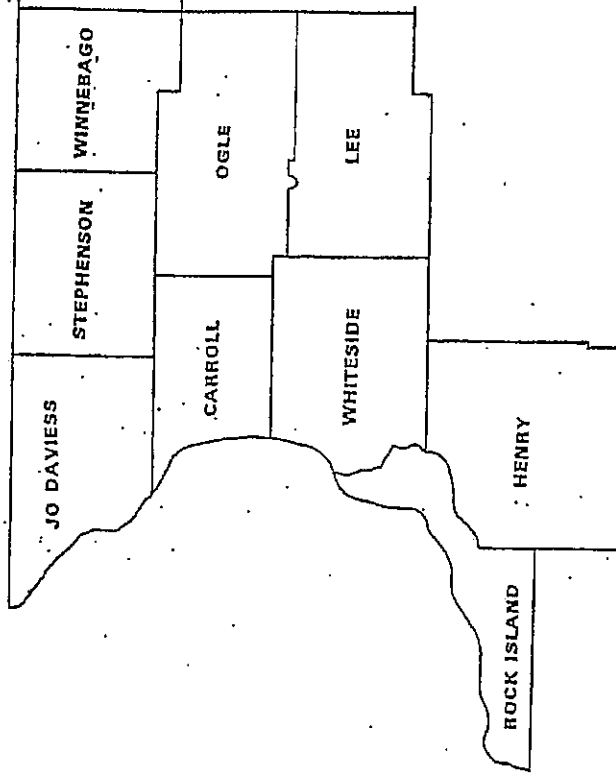 JO DAVIESS
STEPHENSON
WINNEBAGO
CARROLL
OGLE
WHITESIDE
LEE
ROCK ISLAND
HENRY